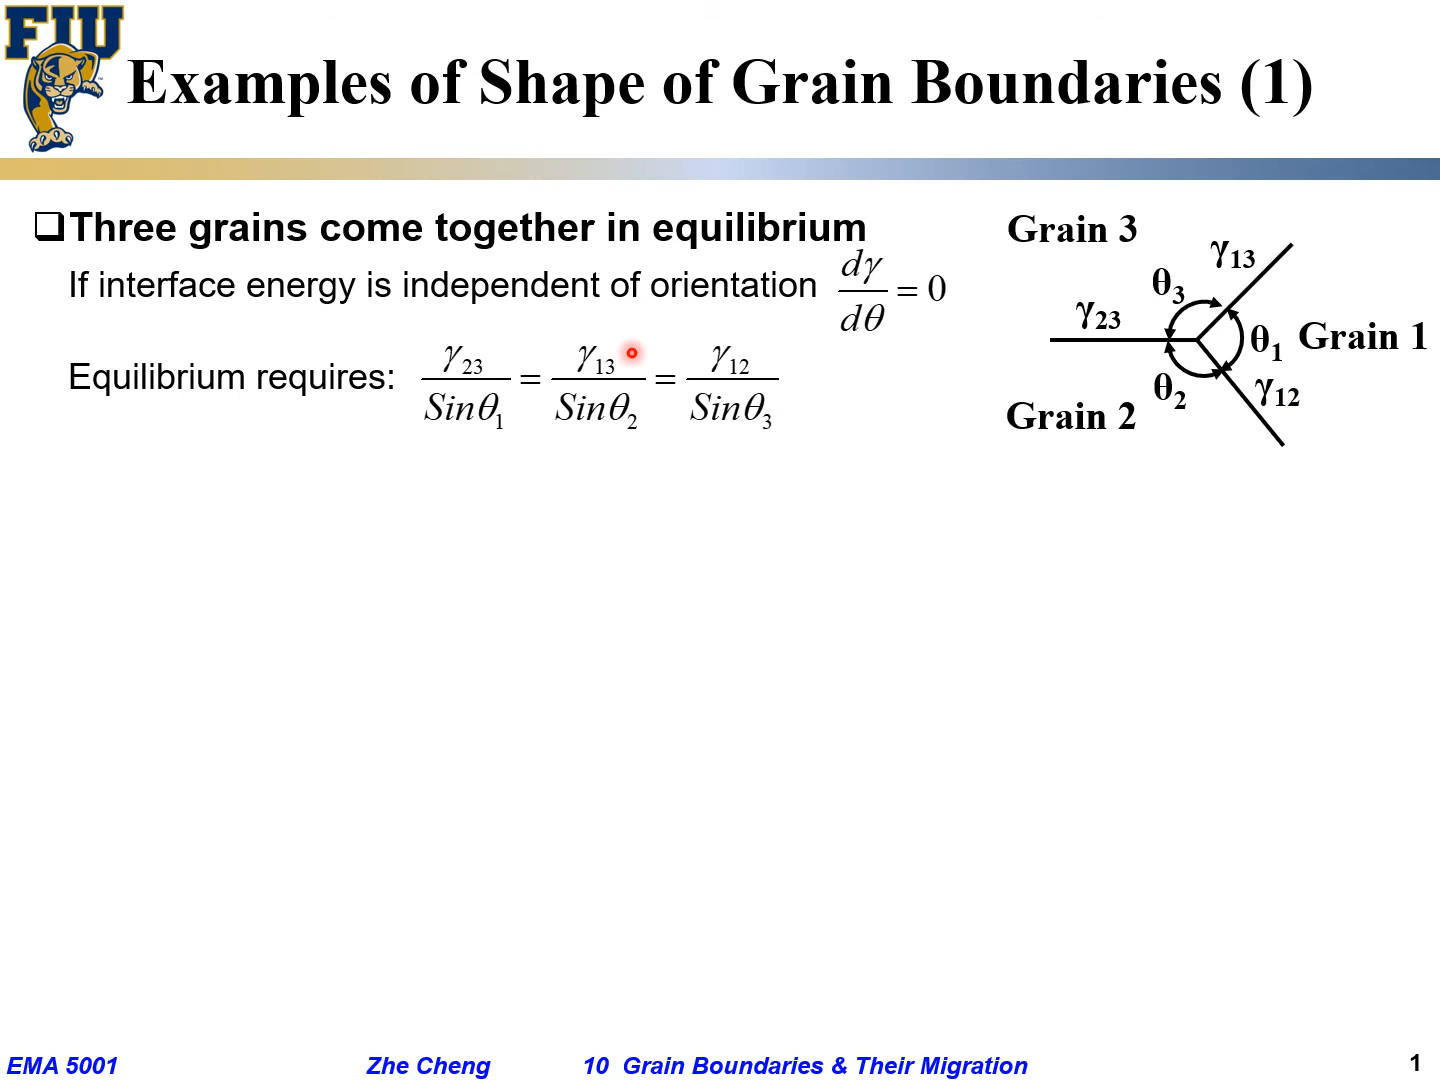 FIU
Examples of Shape of Grain Boundaries (1)
Three grains come together in equilibrium
If interface energy is independent of orientation dγ/dθ = 0
Equilibrium requires: γ23/Sinθ1 = γ13/Sinθ2 = γ12/Sinθ3
Grain 3
γ13
θ3
γ23
θ1 Grain 1
θ2
γ12
Grain 2
EMA 5001 Zhe Cheng 10 Grain Boundaries & Their Migration 1